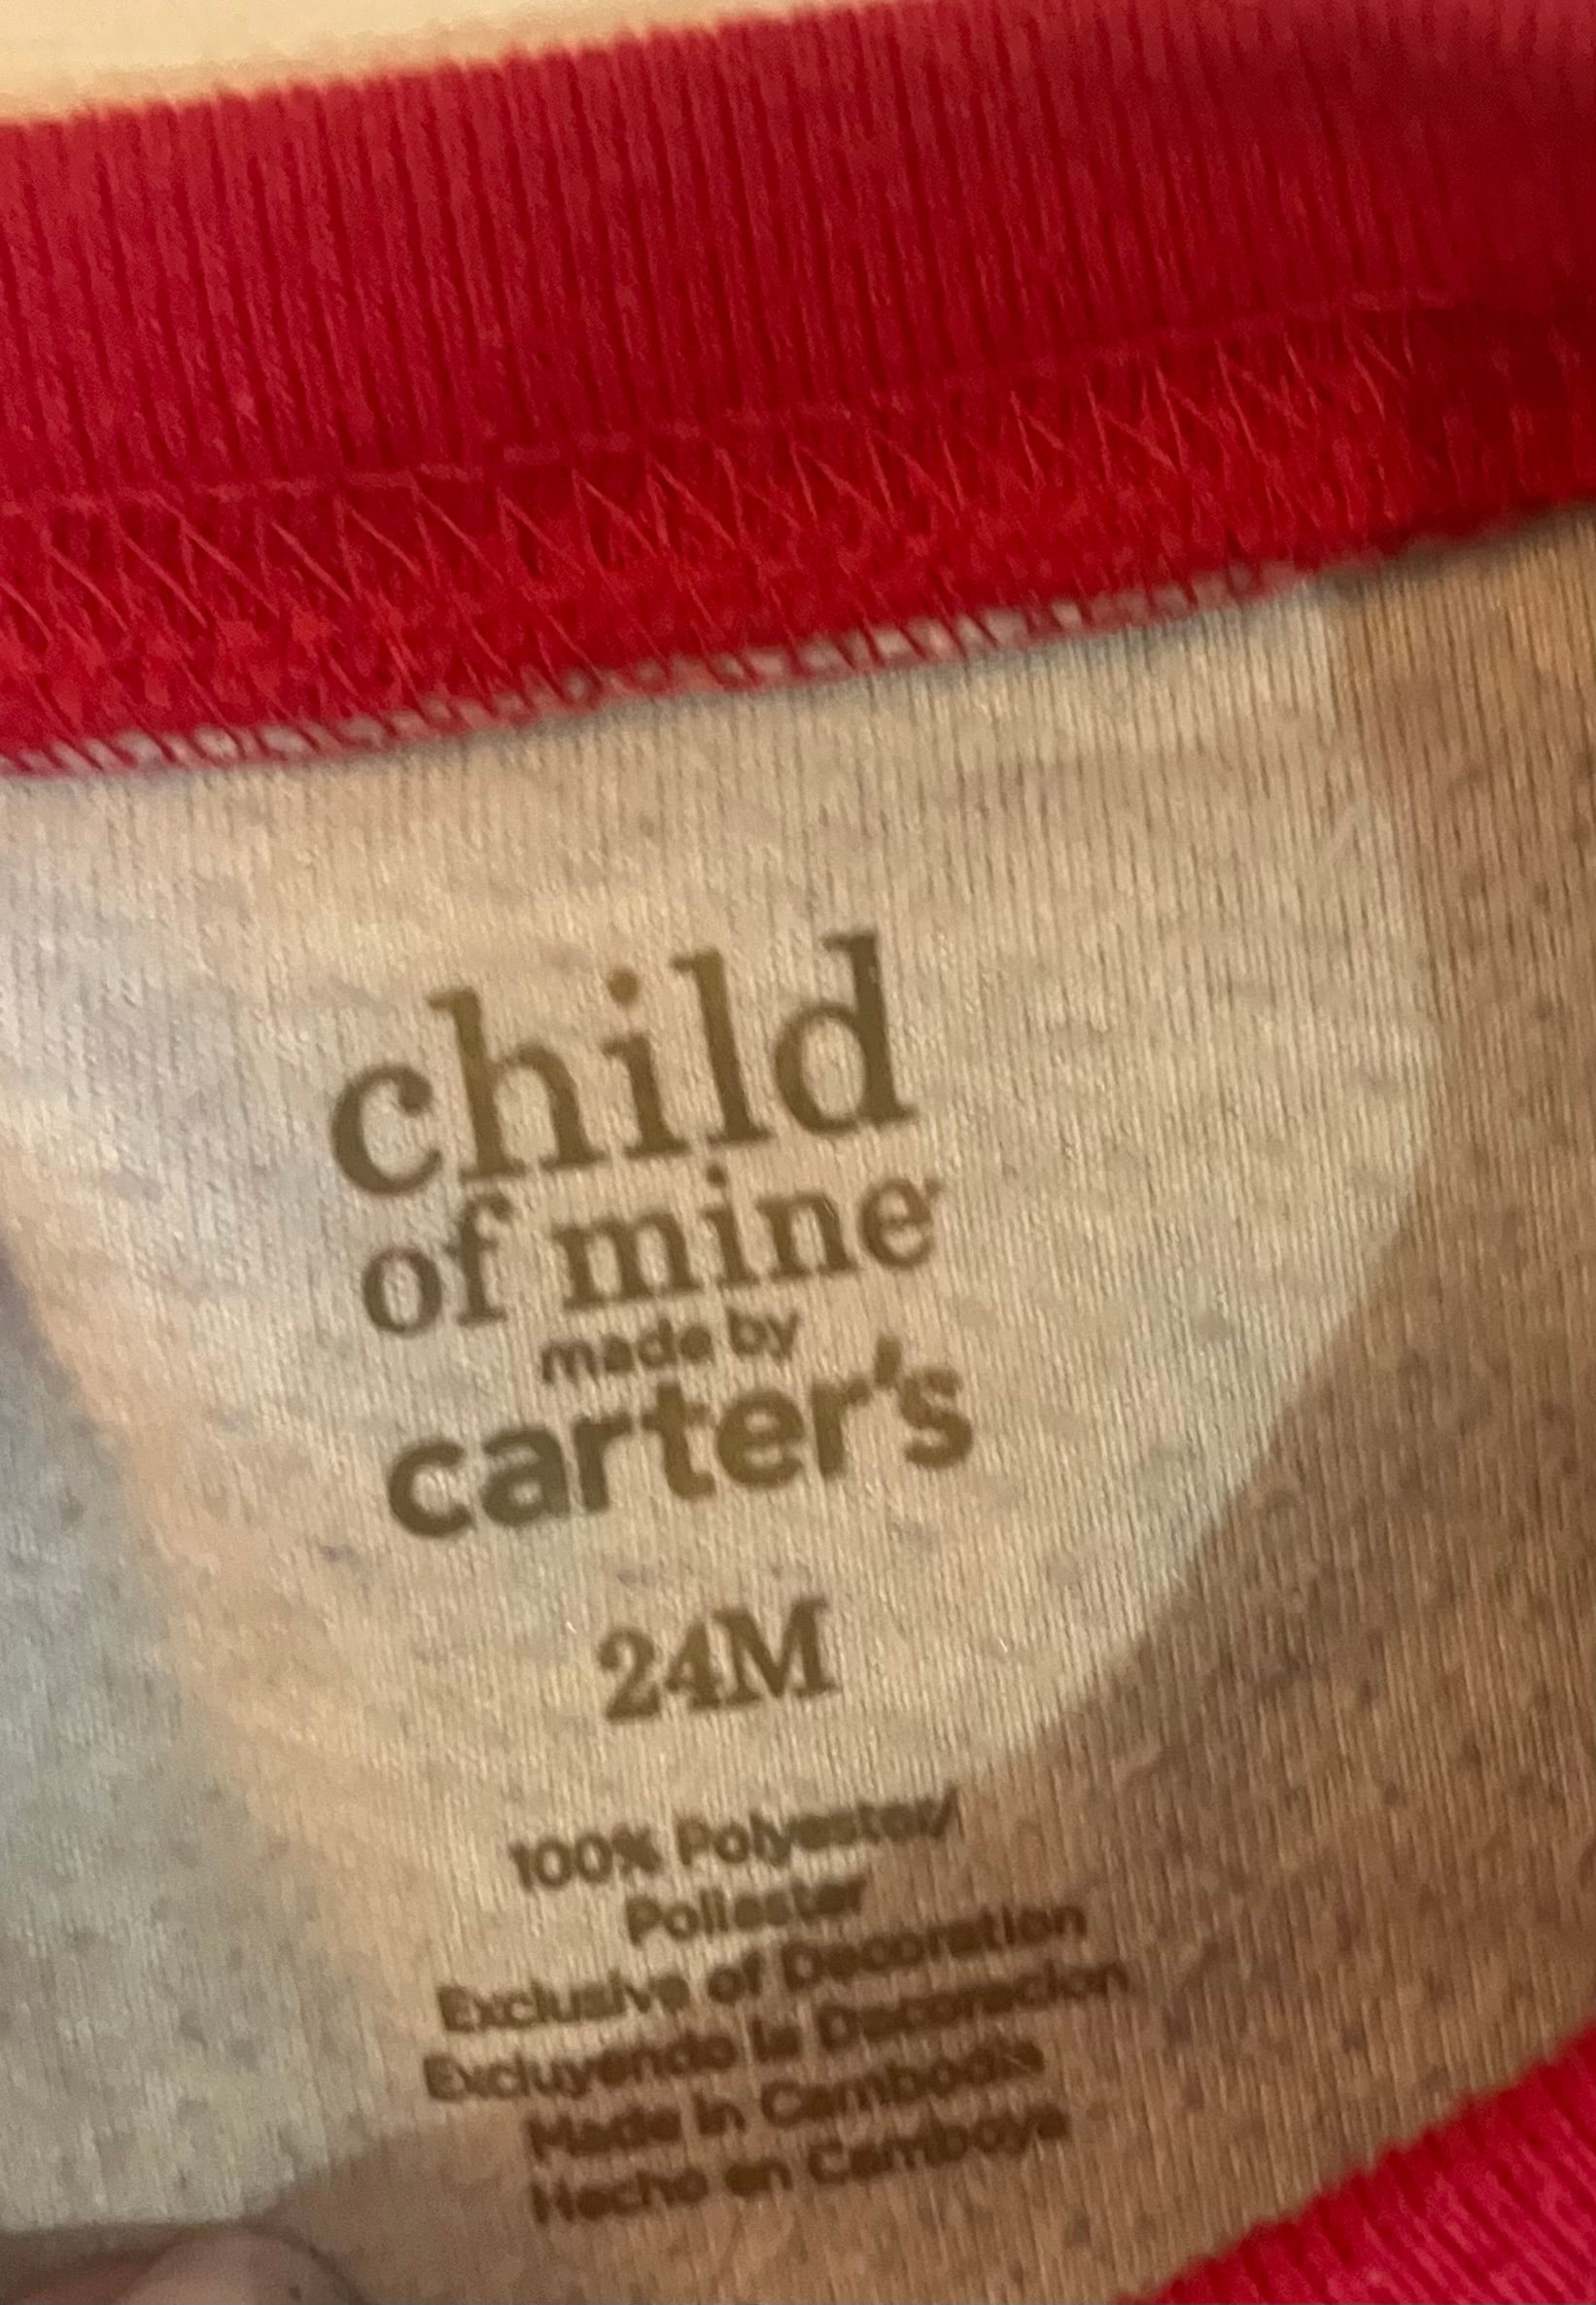 child
of mine
made by
carter's
24M
100% Polyester/
Poliester
Exclusive of Decoration
Excluyendo la Decoracion
Made in Cambodia
Hecho en Camboya